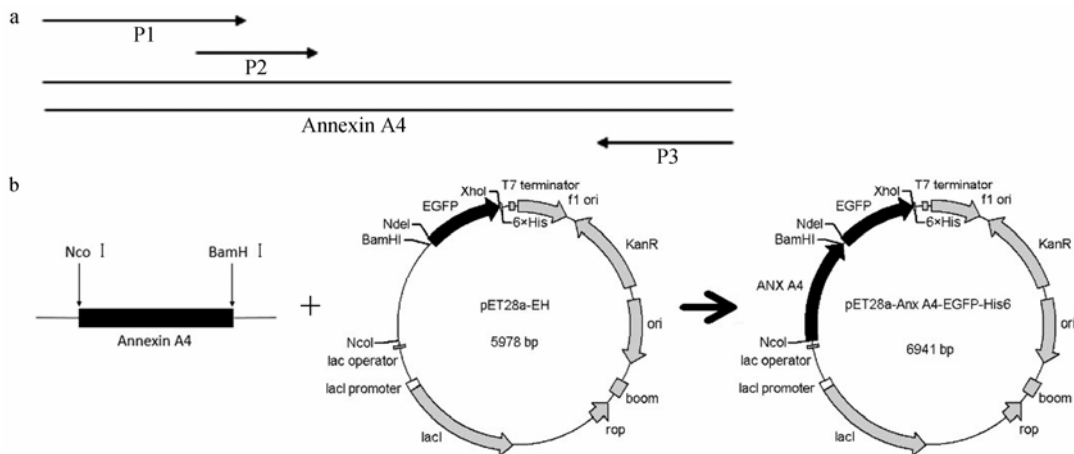 a
P1
P2
Annexin A4
P3
b
Nco I
BamH I
Annexin A4
+
XhoI
T7 terminator
f1 ori
EGFP
6×His
NdeI
BamHI
KanR
pET28a-EH
5978 bp
ori
NcoI
lac operator
lacI promoter
boom
rop
lacI
XhoI
T7 terminator
f1 ori
EGFP
6×His
NdeI
BamHI
KanR
ANX A4
pET28a-Anx A4-EGFP-His6
6941 bp
ori
NcoI
lac operator
lacI promoter
boom
rop
lacI